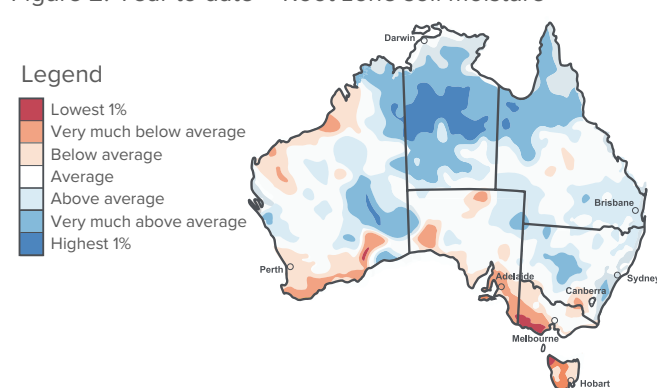 Legend
Lowest 1%
Very much below average
Below average
Average
Above average
Very much above average
Highest 1%
Darwin
Brisbane
Perth
Adelaide
Sydney
Canberra
Melbourne
Hobart